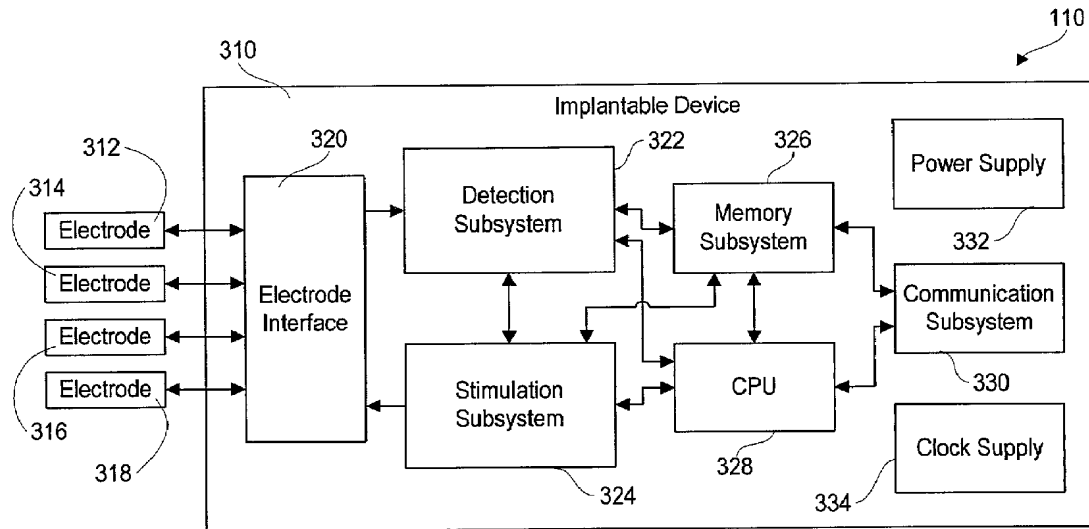 110
310
Implantable Device
320
322
326
312
314
Power Supply
332
Detection
Subsystem
Memory
Subsystem
Electrode
Electrode
Electrode
Electrode
Electrode
Interface
Communication
Subsystem
330
Stimulation
Subsystem
CPU
316
318
324
328
Clock Supply
334